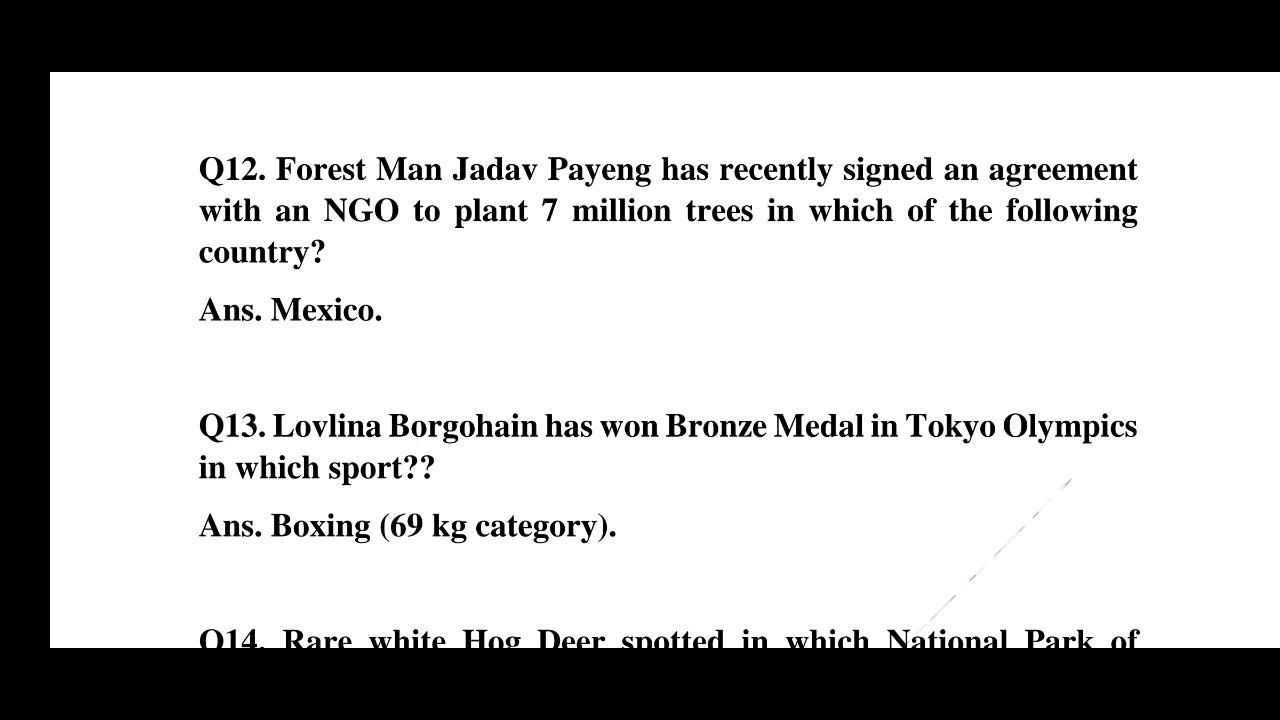 Q12. Forest Man Jadav Payeng has recently signed an agreement
with an NGO to plant 7 million trees in which of the following
country?
Ans. Mexico.
Q13. Lovlina Borgohain has won Bronze Medal in Tokyo Olympics
in which sport??
Ans. Boxing (69 kg category).
Q14. Rare white Hog Deer spotted in which National Park of